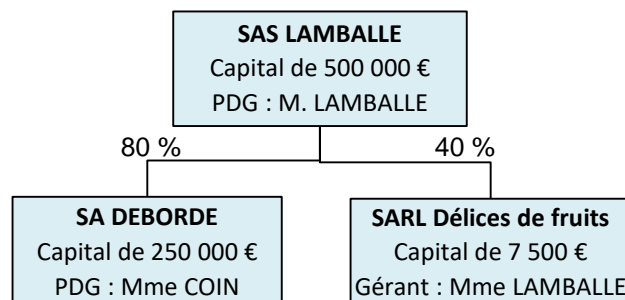 SAS LAMBALLE
Capital de 500 000 €
PDG : M. LAMBALLE
80 %
40 %
SA DEBORDE
Capital de 250 000 €
PDG : Mme COIN
SARL Délices de fruits
Capital de 7 500 €
Gérant : Mme LAMBALLE